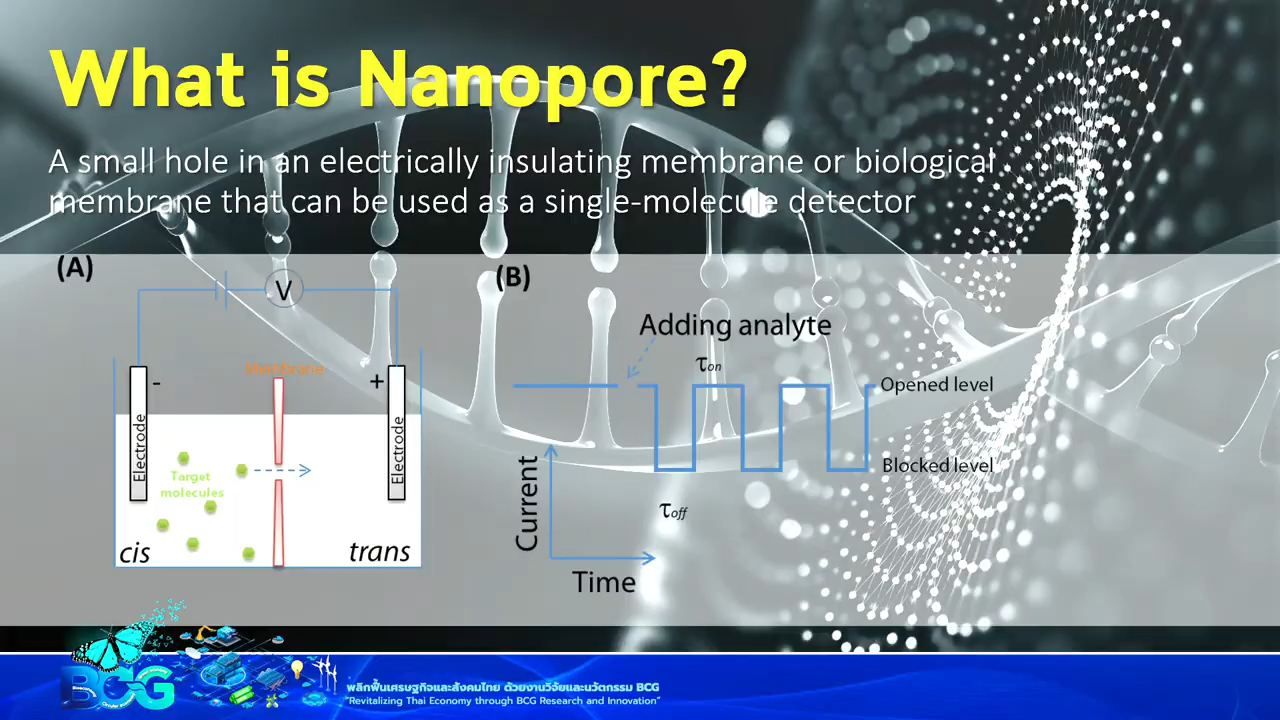 What is Nanopore?
A small hole in an electrically insulating membrane or biological
membrane that can be used as a single-molecule detector
(A)
V
Membrane
-
+
Electrode
Electrode
Target
molecules
cis
trans
(B)
Adding analyte
τon
Opened level
Blocked level
τoff
Current
Time
BCG
พลิกฟื้นเศรษฐกิจและสังคมไทย ด้วยงานวิจัยและนวัตกรรม BCG
"Revitalizing Thai Economy through BCG Research and Innovation"